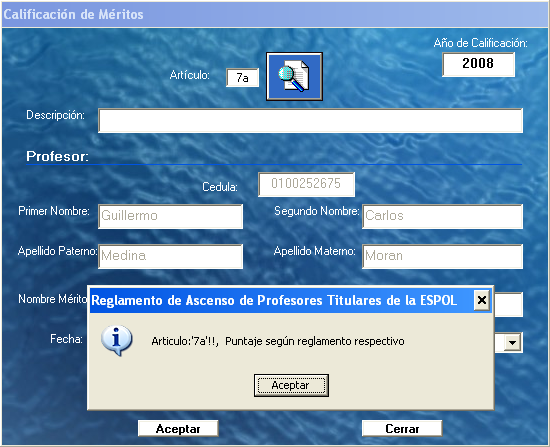 Calificación de Méritos
Año de Calificación:
2008
Artículo: 7a
Descripción:
Profesor:
Cedula: 0100252675
Primer Nombre: Guillermo Segundo Nombre: Carlos
Apellido Paterno: Medina Apellido Materno: Moran
Nombre Mérito
Reglamento de Ascenso de Profesores Titulares de la ESPOL
Fecha:
Articulo:'7a'!!, Puntaje según reglamento respectivo
Aceptar
Aceptar Cerrar